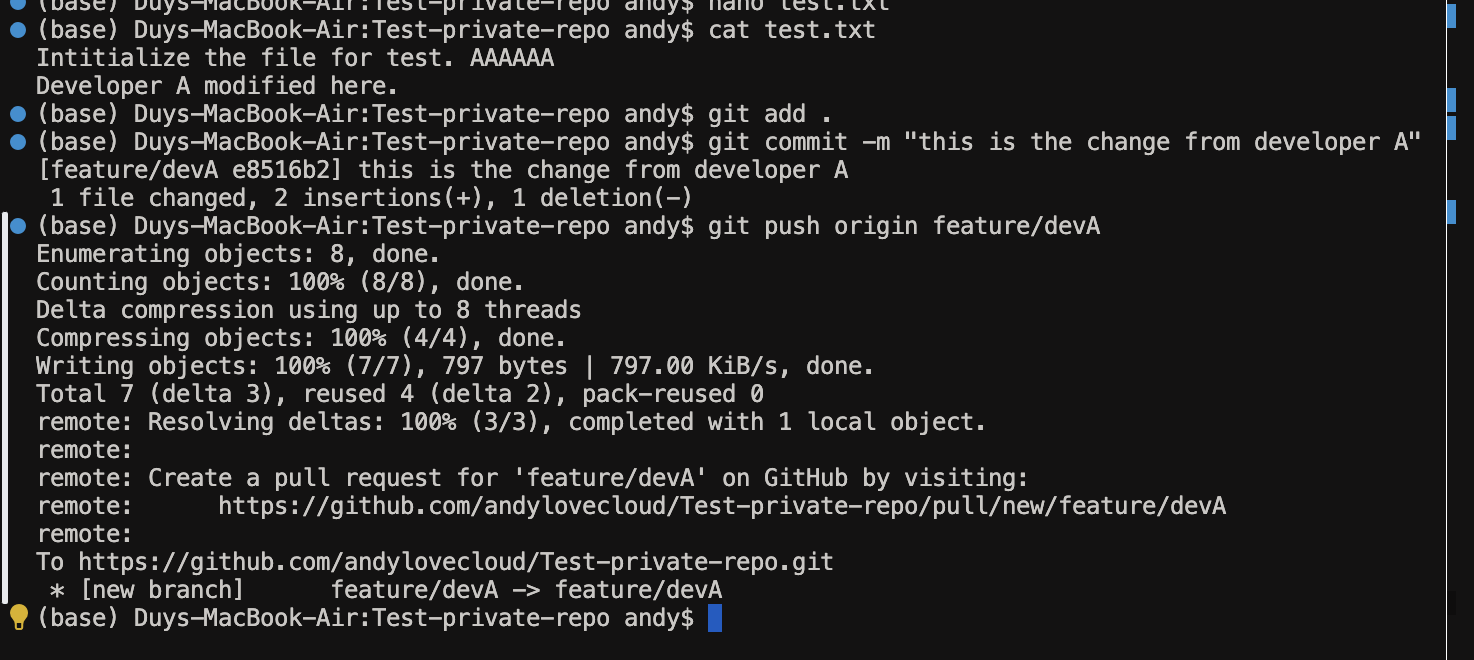 (base) Duys-MacBook-Air:Test-private-repo andy$ nano test.txt
(base) Duys-MacBook-Air:Test-private-repo andy$ cat test.txt
Intitialize the file for test. AAAAAA
Developer A modified here.
(base) Duys-MacBook-Air:Test-private-repo andy$ git add .
(base) Duys-MacBook-Air:Test-private-repo andy$ git commit -m "this is the change from developer A"
[feature/devA e8516b2] this is the change from developer A
 1 file changed, 2 insertions(+), 1 deletion(-)
(base) Duys-MacBook-Air:Test-private-repo andy$ git push origin feature/devA
Enumerating objects: 8, done.
Counting objects: 100% (8/8), done.
Delta compression using up to 8 threads
Compressing objects: 100% (4/4), done.
Writing objects: 100% (7/7), 797 bytes | 797.00 KiB/s, done.
Total 7 (delta 3), reused 4 (delta 2), pack-reused 0
remote: Resolving deltas: 100% (3/3), completed with 1 local object.
remote:
remote: Create a pull request for 'feature/devA' on GitHub by visiting:
remote:      https://github.com/andylovecloud/Test-private-repo/pull/new/feature/devA
remote:
To https://github.com/andylovecloud/Test-private-repo.git
 * [new branch]      feature/devA -> feature/devA
(base) Duys-MacBook-Air:Test-private-repo andy$